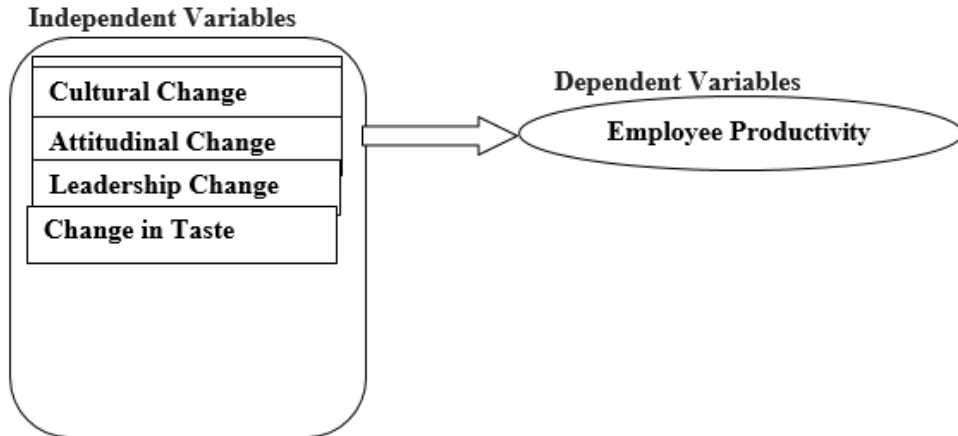 Independent Variables
Cultural Change
Attitudinal Change
Leadership Change
Change in Taste
Dependent Variables
Employee Productivity